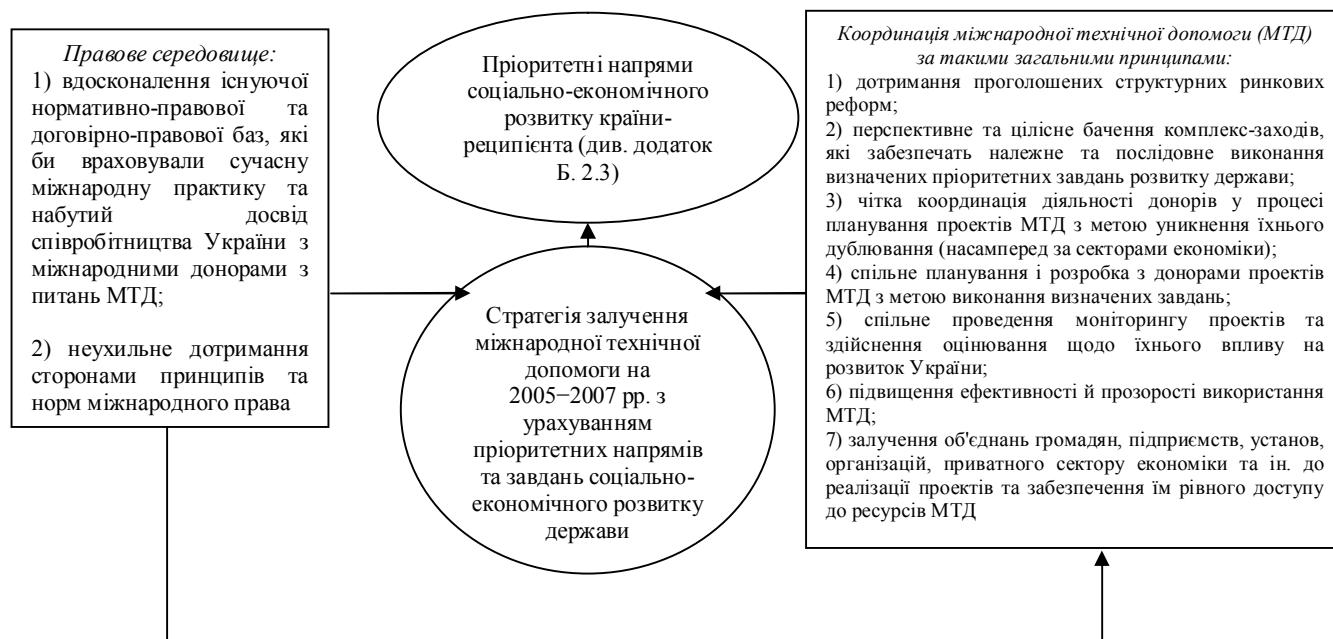 Правове середовище:
1) вдосконалення існуючої
нормативно-правової та
договірно-правової баз, які
би враховували сучасну
міжнародну практику та
набутий досвід
співробітництва України з
міжнародними донорами з
питань МТД;
2) неухильне дотримання
сторонами принципів та
норм міжнародного права
Пріоритетні напрями
соціально-економічного
розвитку країни-
реципієнта (див. додаток
Б. 2.3)
Стратегія залучення
міжнародної технічної
допомоги на
2005−2007 рр. з
урахуванням
пріоритетних напрямів
та завдань соціально-
економічного розвитку
держави
Координація міжнародної технічної допомоги (МТД)
за такими загальними принципами:
1) дотримання проголошених структурних ринкових
реформ;
2) перспективне та цілісне бачення комплекс-заходів,
які забезпечать належне та послідовне виконання
визначених пріоритетних завдань розвитку держави;
3) чітка координація діяльності донорів у процесі
планування проектів МТД з метою уникнення їхнього
дублювання (насамперед за секторами економіки);
4) спільне планування і розробка з донорами проектів
МТД з метою виконання визначених завдань;
5) спільне проведення моніторингу проектів та
здійснення оцінювання щодо їхнього впливу на
розвиток України;
6) підвищення ефективності й прозорості використання
МТД;
7) залучення об'єднань громадян, підприємств, установ,
організацій, приватного сектору економіки та ін. до
реалізації проектів та забезпечення їм рівного доступу
до ресурсів МТД